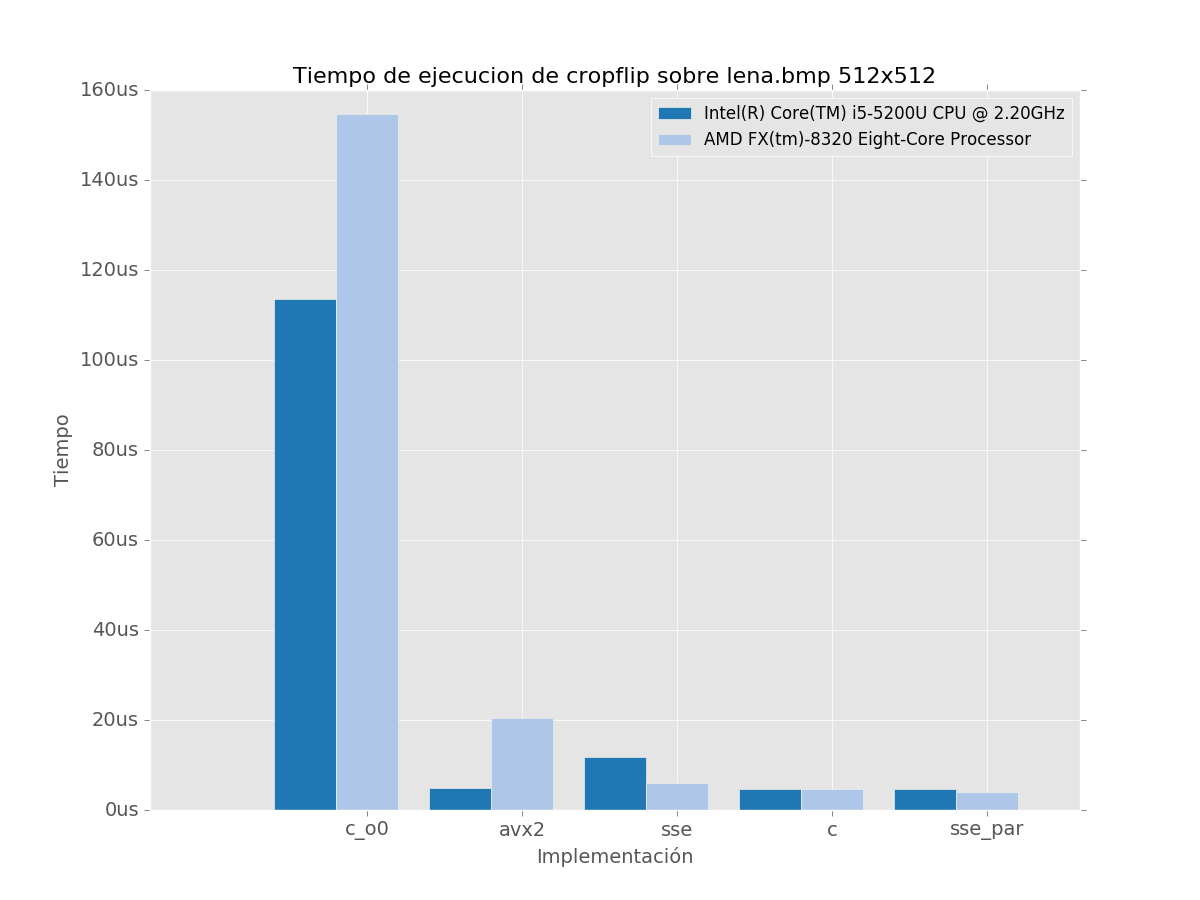 Tiempo de ejecucion de cropflip sobre lena.bmp 512x512
Intel(R) Core(TM) i5-5200U CPU @ 2.20GHz
AMD FX(tm)-8320 Eight-Core Processor
160us
140us
120us
100us
80us
60us
40us
20us
0us
Tiempo
c_o0 avx2 sse c sse_par
Implementación